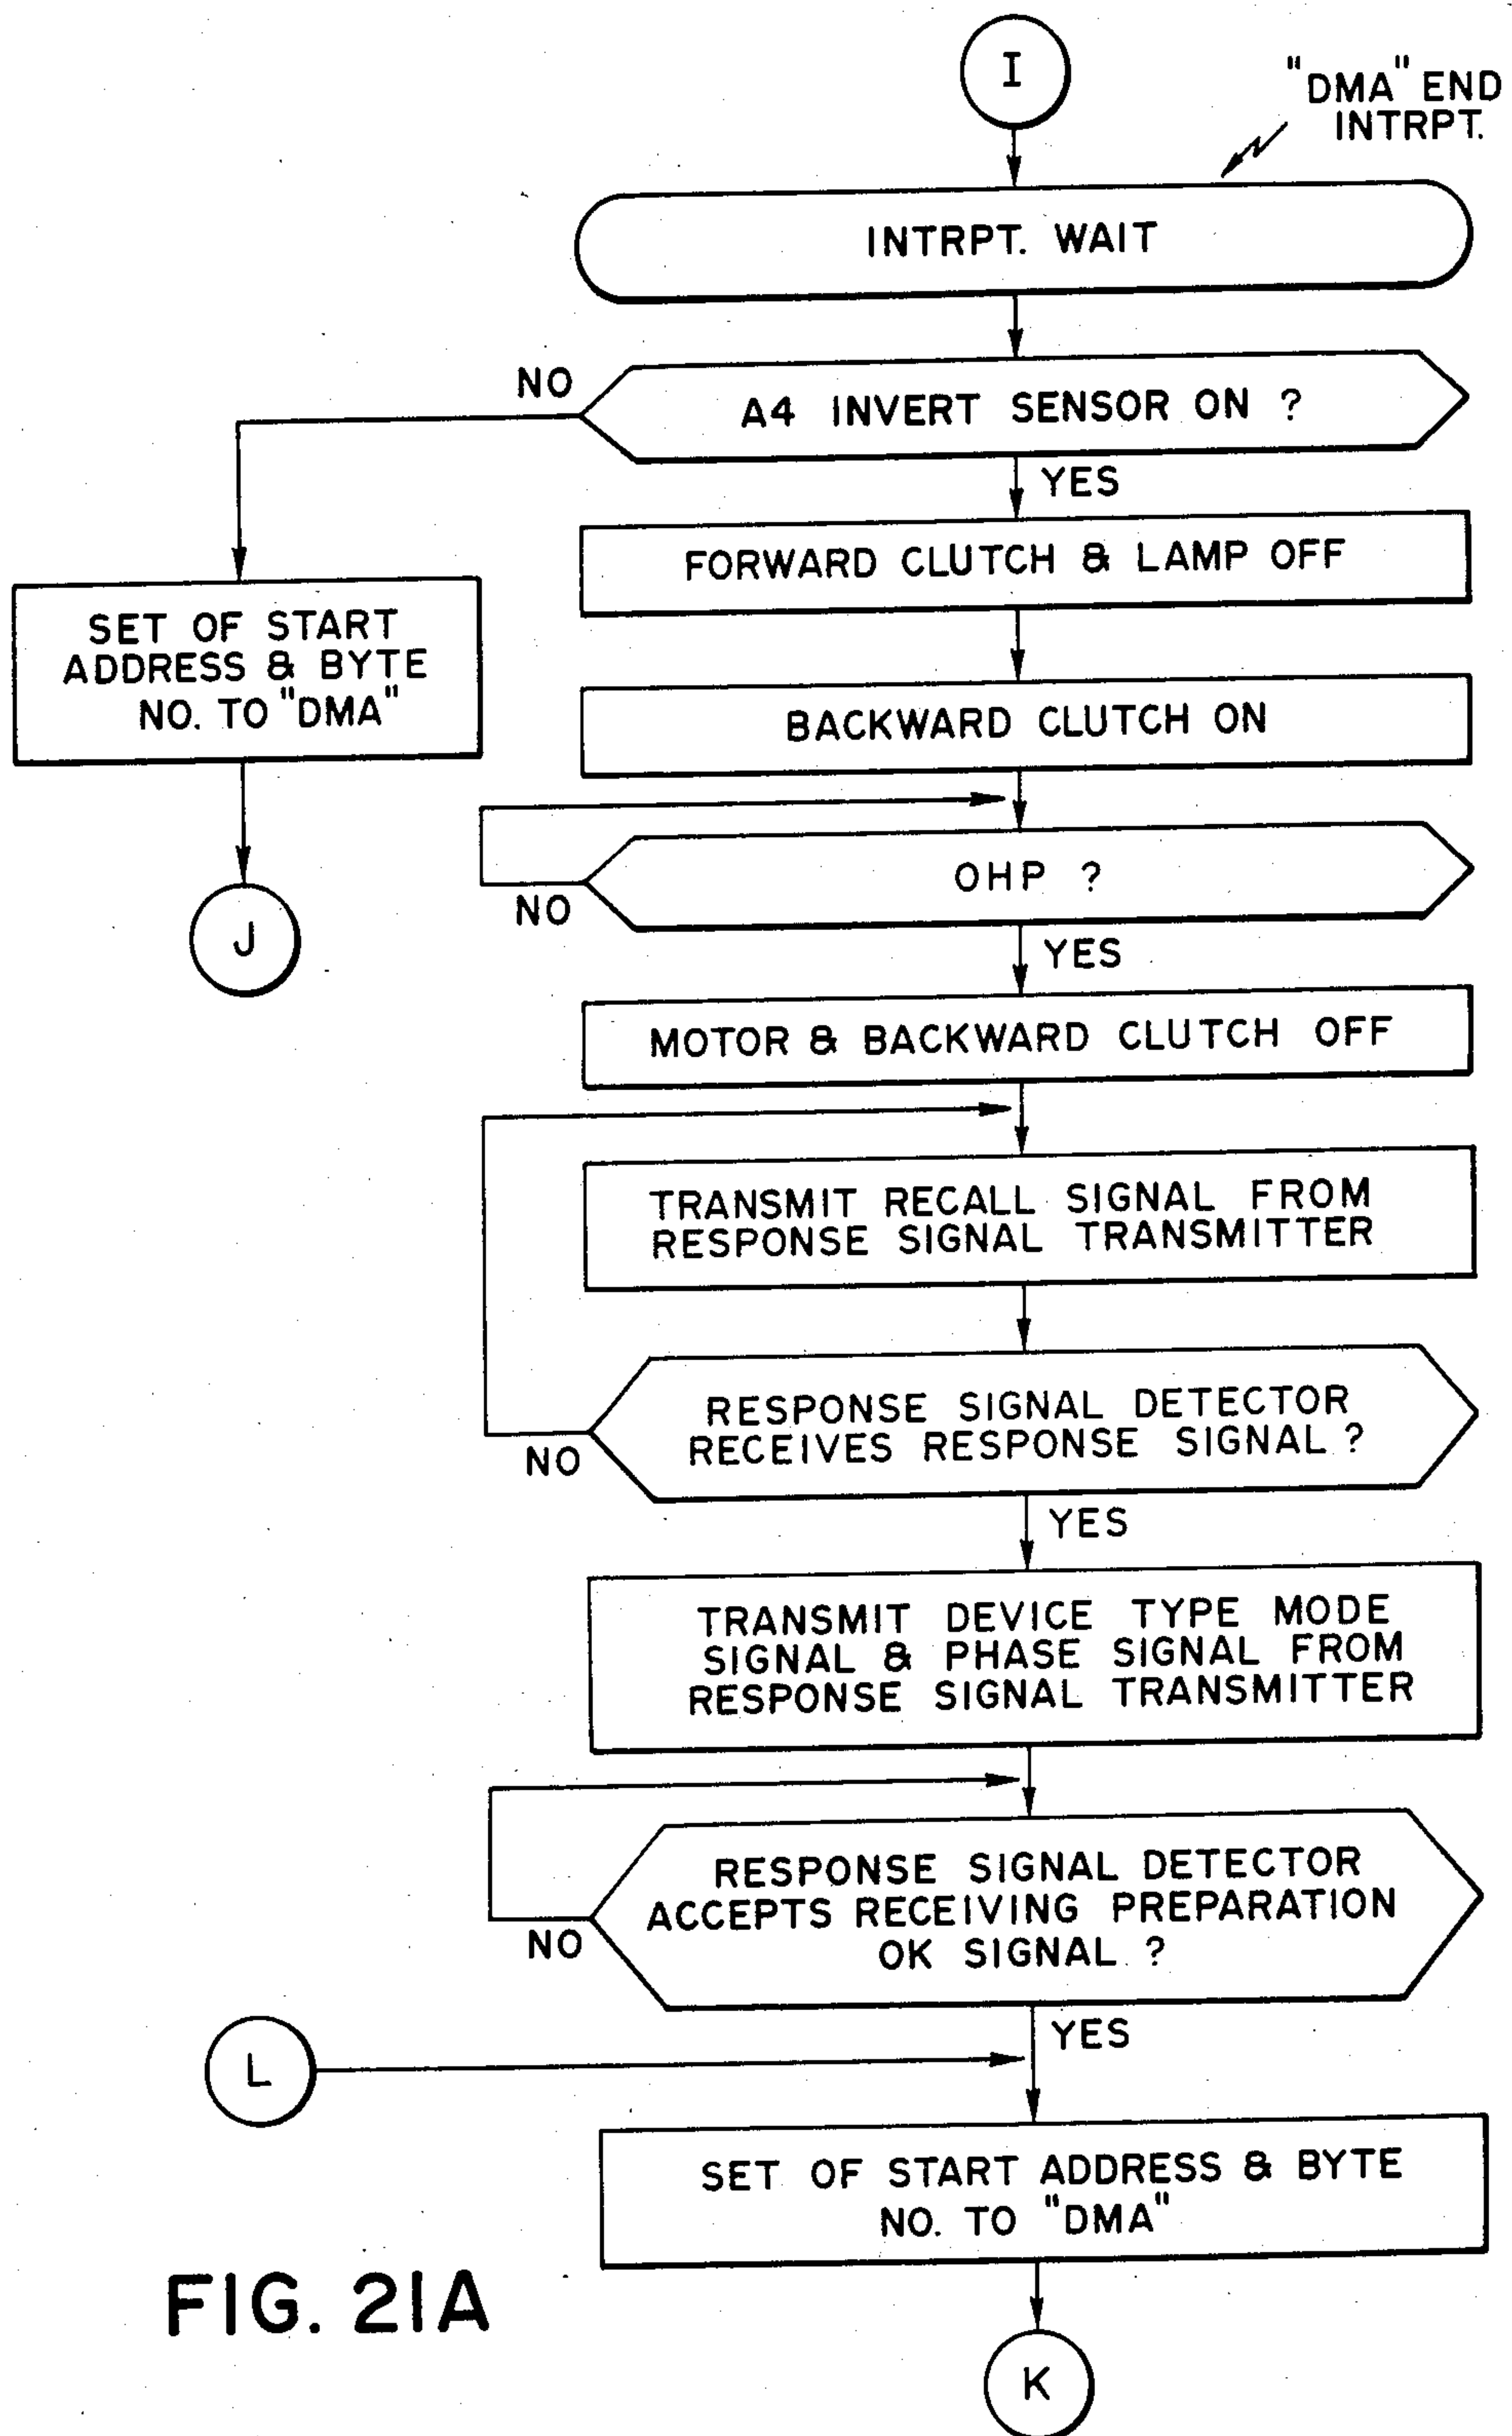 I
"DMA" END
INTRPT.
INTRPT. WAIT
NO
A4 INVERT SENSOR ON ?
YES
FORWARD CLUTCH & LAMP OFF
SET OF START
ADDRESS & BYTE
NO. TO "DMA"
BACKWARD CLUTCH ON
J
OHP ?
NO
YES
MOTOR & BACKWARD CLUTCH OFF
TRANSMIT RECALL SIGNAL FROM
RESPONSE SIGNAL TRANSMITTER
RESPONSE SIGNAL DETECTOR
RECEIVES RESPONSE SIGNAL ?
NO
YES
TRANSMIT DEVICE TYPE MODE
SIGNAL & PHASE SIGNAL FROM
RESPONSE SIGNAL TRANSMITTER
RESPONSE SIGNAL DETECTOR
ACCEPTS RECEIVING PREPARATION
OK SIGNAL ?
NO
YES
L
SET OF START ADDRESS & BYTE
NO. TO "DMA"
FIG. 21A
K